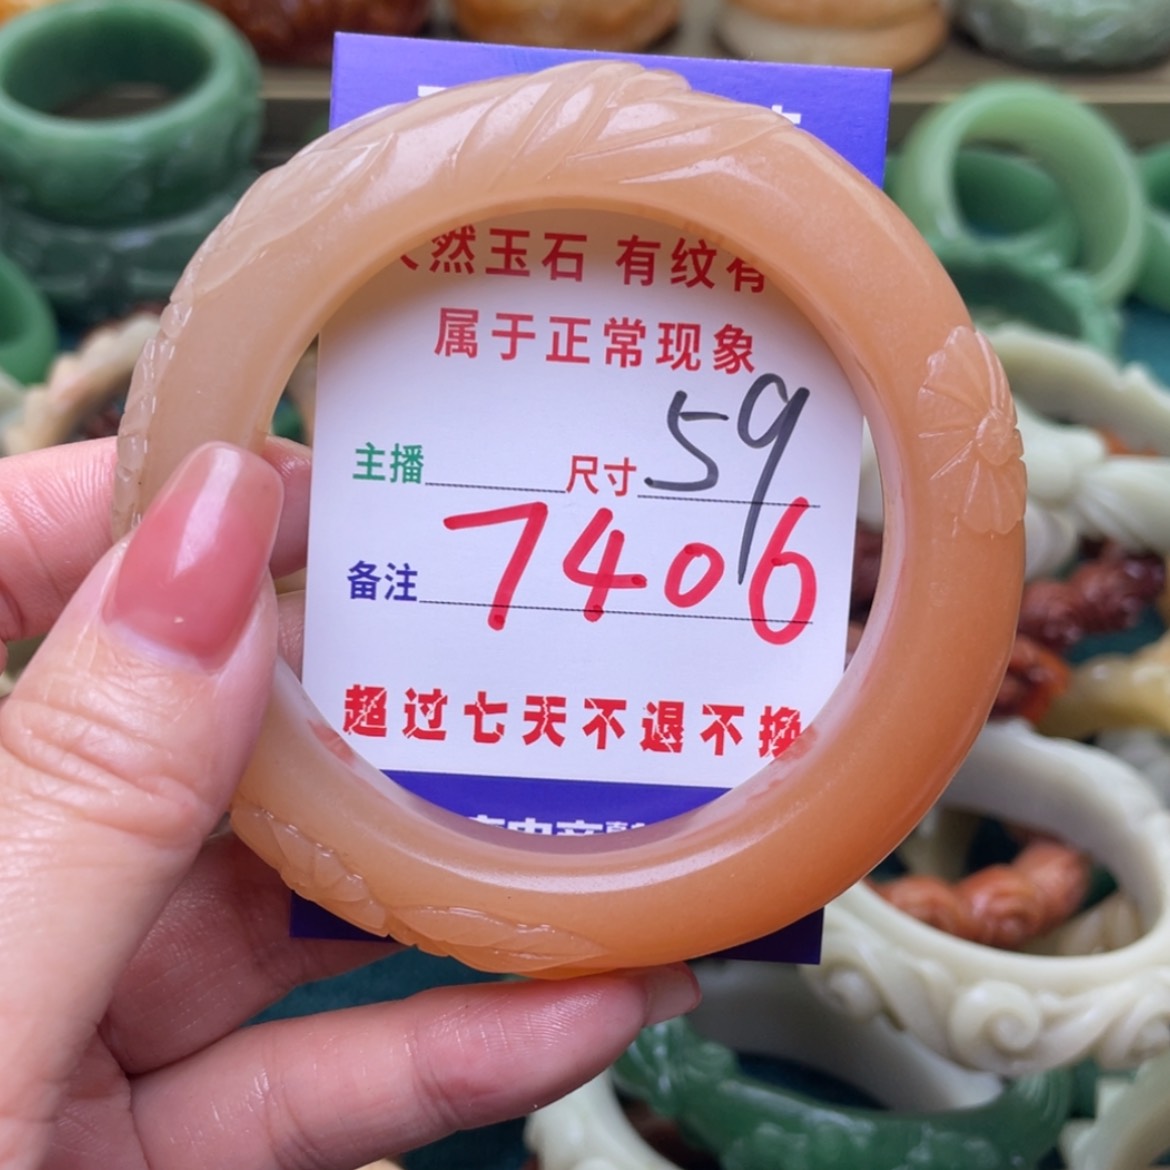 然玉石 有纹有
属于正常现象
主播 尺寸 59
备注 7406
超过七天不退不换